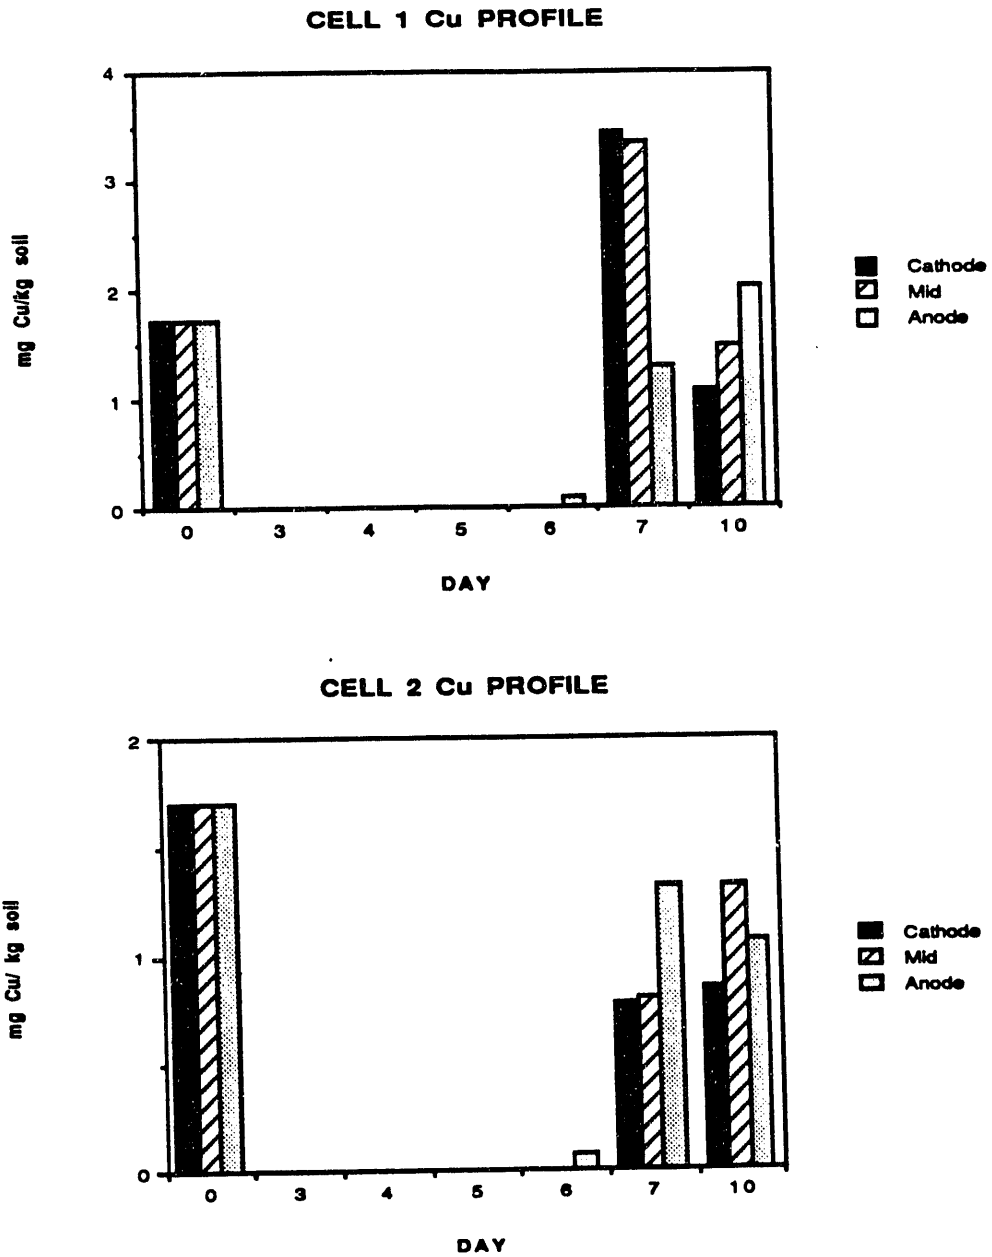 CELL 1 Cu PROFILE
4
3
2
1
0
mg Cu/kg soil
0 3 4 5 6 7 10
DAY
Cathode
Mid
Anode
CELL 2 Cu PROFILE
2
1
0
mg Cu/ kg soil
0 3 4 5 6 7 10
DAY
Cathode
Mid
Anode